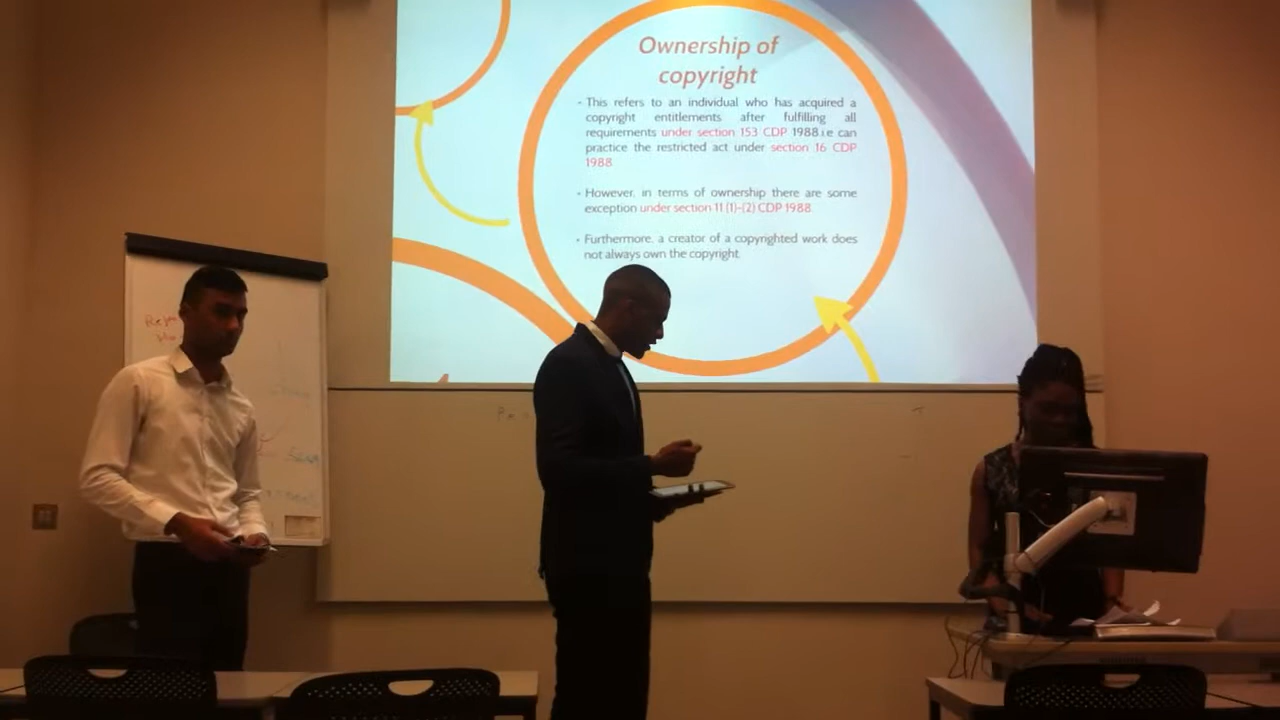 Ownership of
copyright
- This refers to an individual who has acquired a
copyright entitlements after fulfilling all
requirements under section 153 CDP 1988 i.e can
practice the restricted act under section 16 CDP
1988
- However, in terms of ownership there are some
exception under section 11 (1)-(2) CDP 1988
- Furthermore, a creator of a copyrighted work does
not always own the copyright